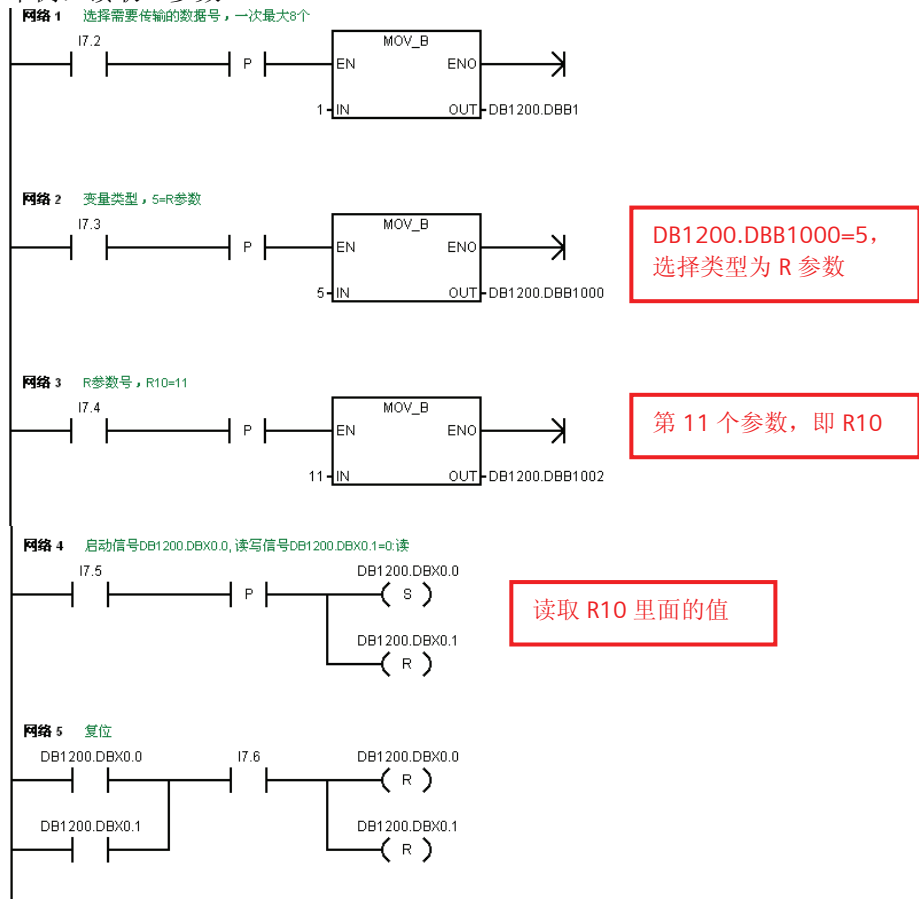 网络 1 选择需要传输的数据号，一次最大8个
I7.2
P
MOV_B
EN ENO
1 IN OUT DB1200.DBB1
网络 2 变量类型，5=R参数
I7.3
P
MOV_B
EN ENO
5 IN OUT DB1200.DBB1000
DB1200.DBB1000=5，
选择类型为 R 参数
网络 3 R参数号，R10=11
I7.4
P
MOV_B
EN ENO
11 IN OUT DB1200.DBB1002
第 11 个参数，即 R10
网络 4 启动信号DB1200.DBX0.0, 读写信号DB1200.DBX0.1=0:读
I7.5 DB1200.DBX0.0
P S
DB1200.DBX0.1
R
读取 R10 里面的值
网络 5 复位
DB1200.DBX0.0 I7.6 DB1200.DBX0.0
R
DB1200.DBX0.1 DB1200.DBX0.1
R